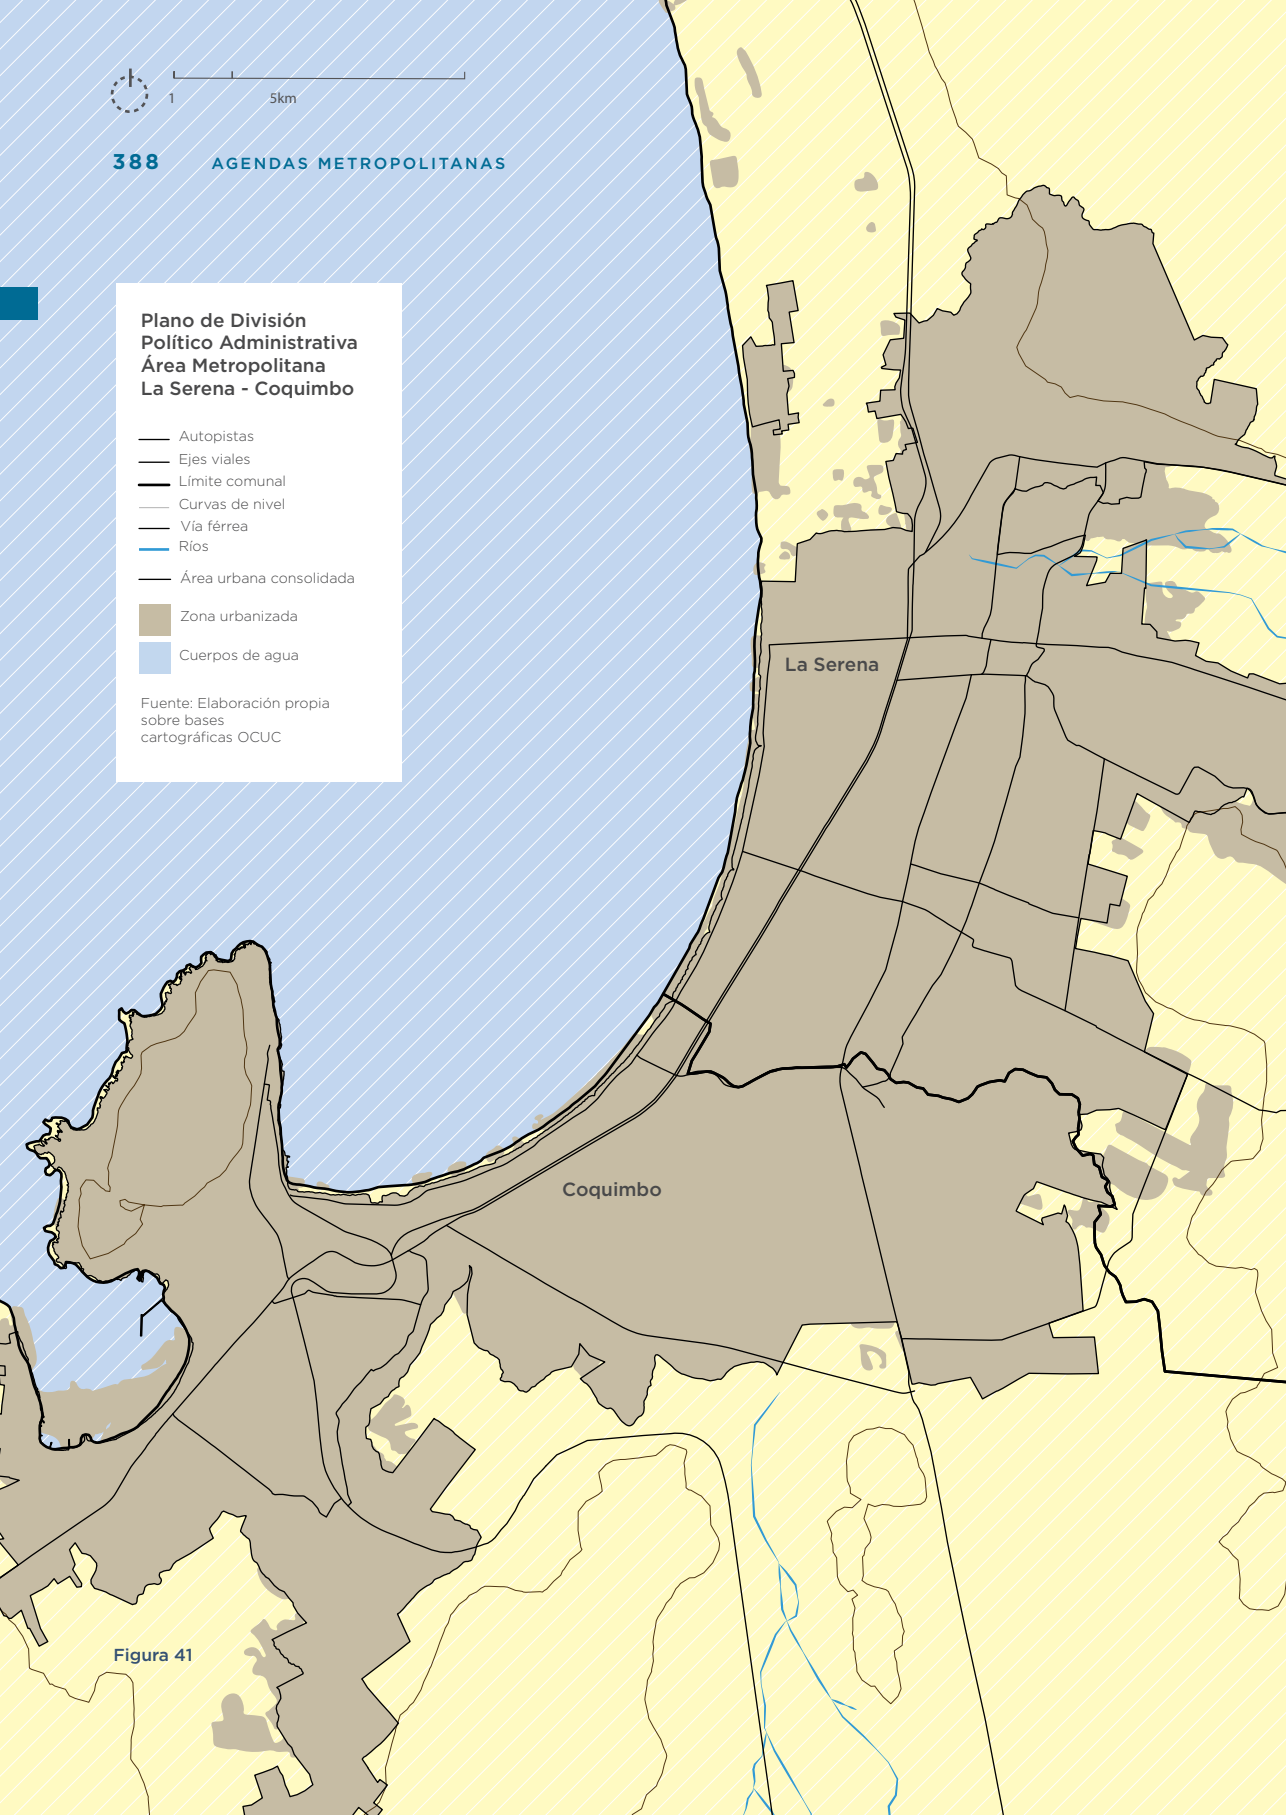 1
5km
388 AGENDAS METROPOLITANAS
Plano de División
Político Administrativa
Área Metropolitana
La Serena - Coquimbo
Autopistas
Ejes viales
Límite comunal
Curvas de nivel
Vía férrea
Ríos
Área urbana consolidada
Zona urbanizada
Cuerpos de agua
Fuente: Elaboración propia
sobre bases
cartográficas OCUC
La Serena
Coquimbo
Figura 41